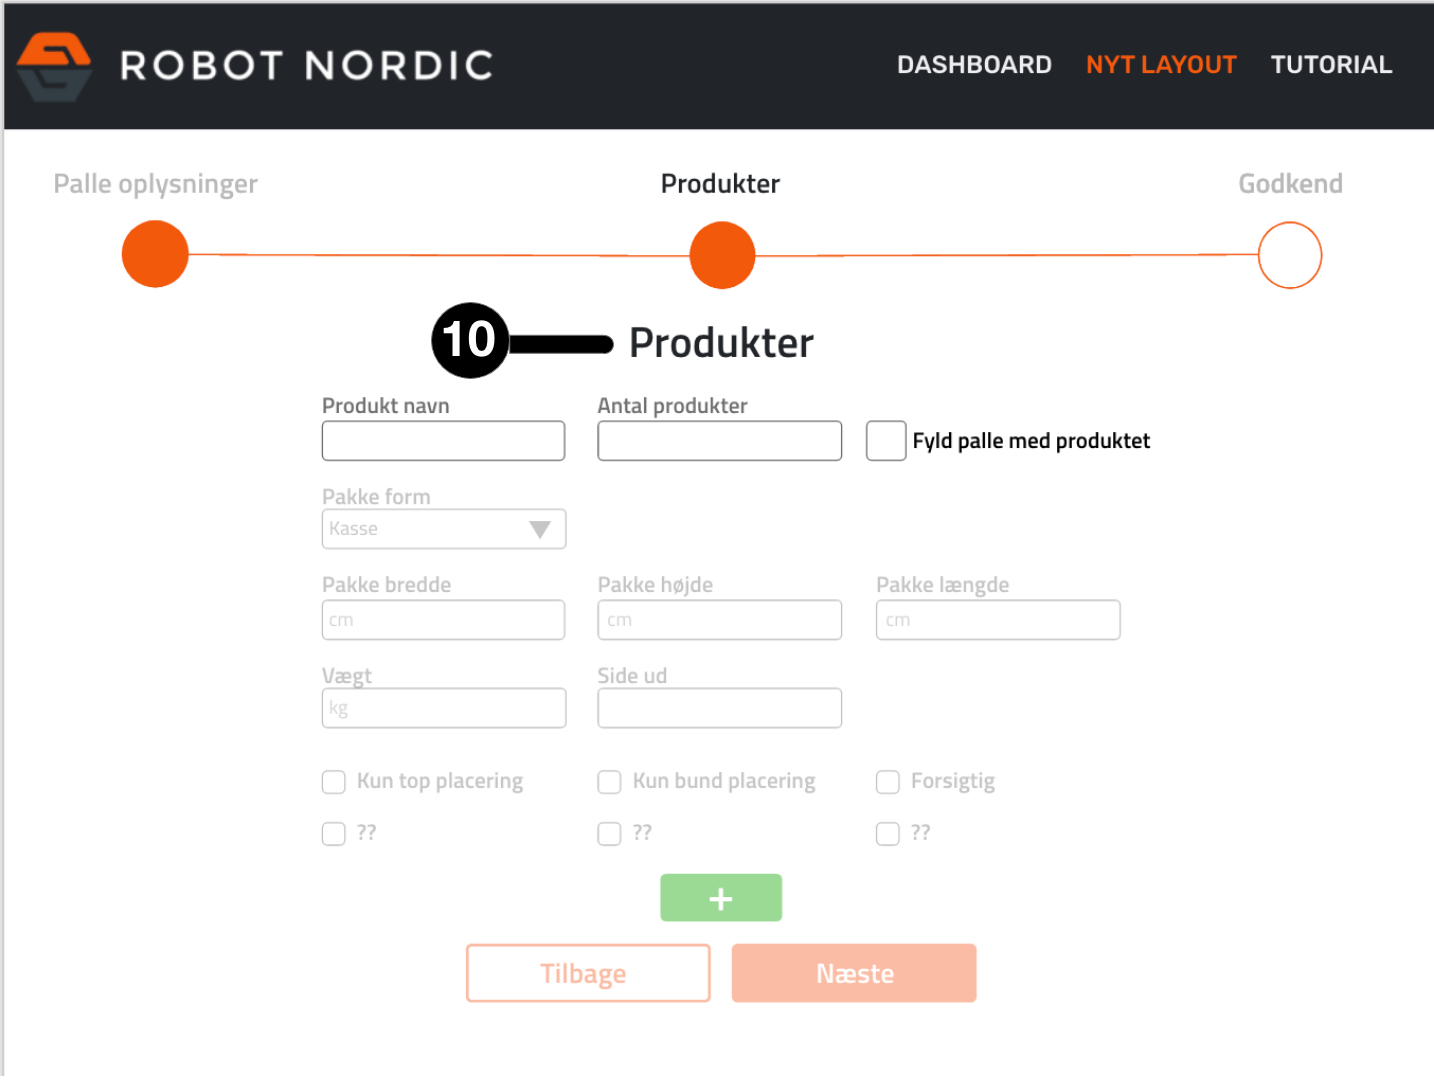 ROBOT NORDIC DASHBOARD NYT LAYOUT TUTORIAL
Palle oplysninger Produkter Godkend
10 Produkter
Produkt navn Antal produkter
Fyld palle med produktet
Pakke form
Kasse
Pakke bredde Pakke højde Pakke længde
cm cm cm
Vægt Side ud
kg
Kun top placering Kun bund placering Forsigtig
?? ?? ??
+
Tilbage Næste